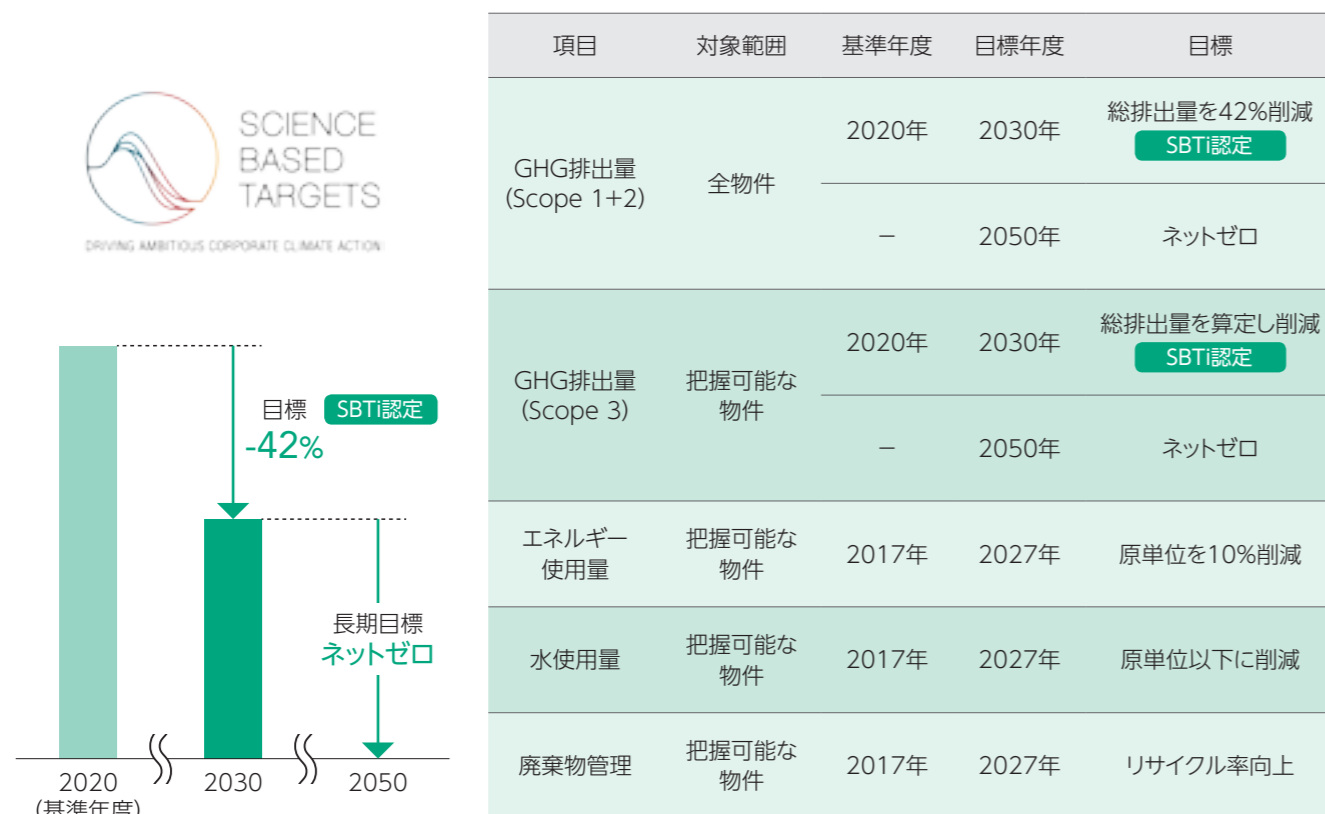 SCIENCE
BASED
TARGETS
DRIVING AMBITIOUS CORPORATE CLIMATE ACTION
目標 SBTi認定
-42%
長期目標
ネットゼロ
2020 2030 2050
(基準年度)
項目 対象範囲 基準年度 目標年度 目標
GHG排出量
(Scope 1+2)
全物件
2020年 2030年 総排出量を42%削減
SBTi認定
― 2050年 ネットゼロ
GHG排出量
(Scope 3)
把握可能な
物件
2020年 2030年 総排出量を算定し削減
SBTi認定
― 2050年 ネットゼロ
エネルギー
使用量
把握可能な
物件
2017年 2027年 原単位を10%削減
水使用量
把握可能な
物件
2017年 2027年 原単位以下に削減
廃棄物管理
把握可能な
物件
2017年 2027年 リサイクル率向上